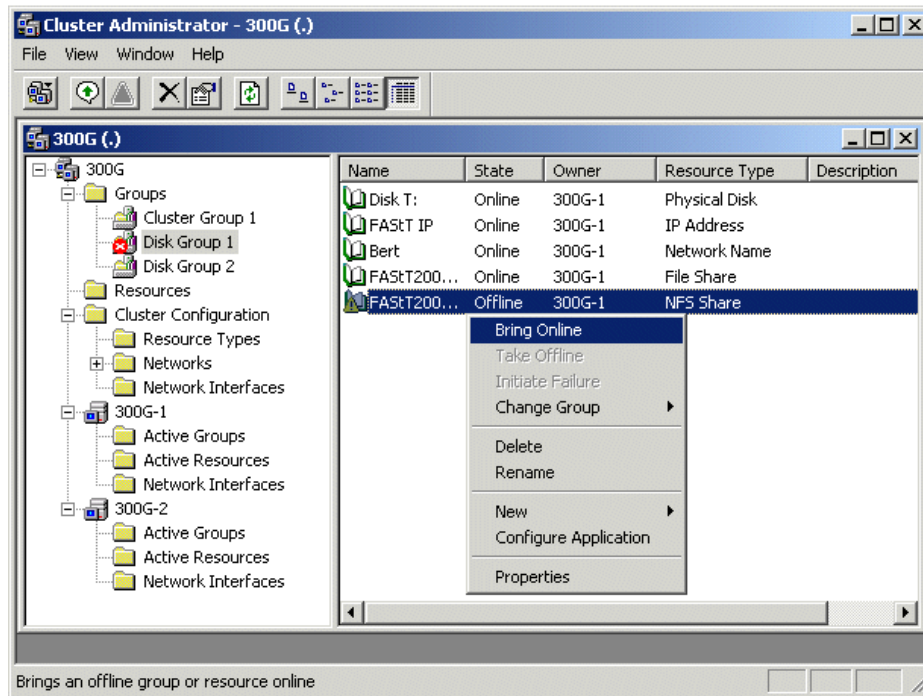 Cluster Administrator - 300G (.)
File View Window Help
300G (.)
300G
Groups
Cluster Group 1
Disk Group 1
Disk Group 2
Resources
Cluster Configuration
Resource Types
Networks
Network Interfaces
300G-1
Active Groups
Active Resources
Network Interfaces
300G-2
Active Groups
Active Resources
Network Interfaces
Name State Owner Resource Type Description
Disk T: Online 300G-1 Physical Disk
FAStT IP Online 300G-1 IP Address
Bert Online 300G-1 Network Name
FAStT200... Online 300G-1 File Share
FAStT200... Offline 300G-1 NFS Share
Bring Online
Take Offline
Initiate Failure
Change Group
Delete
Rename
New
Configure Application
Properties
Brings an offline group or resource online